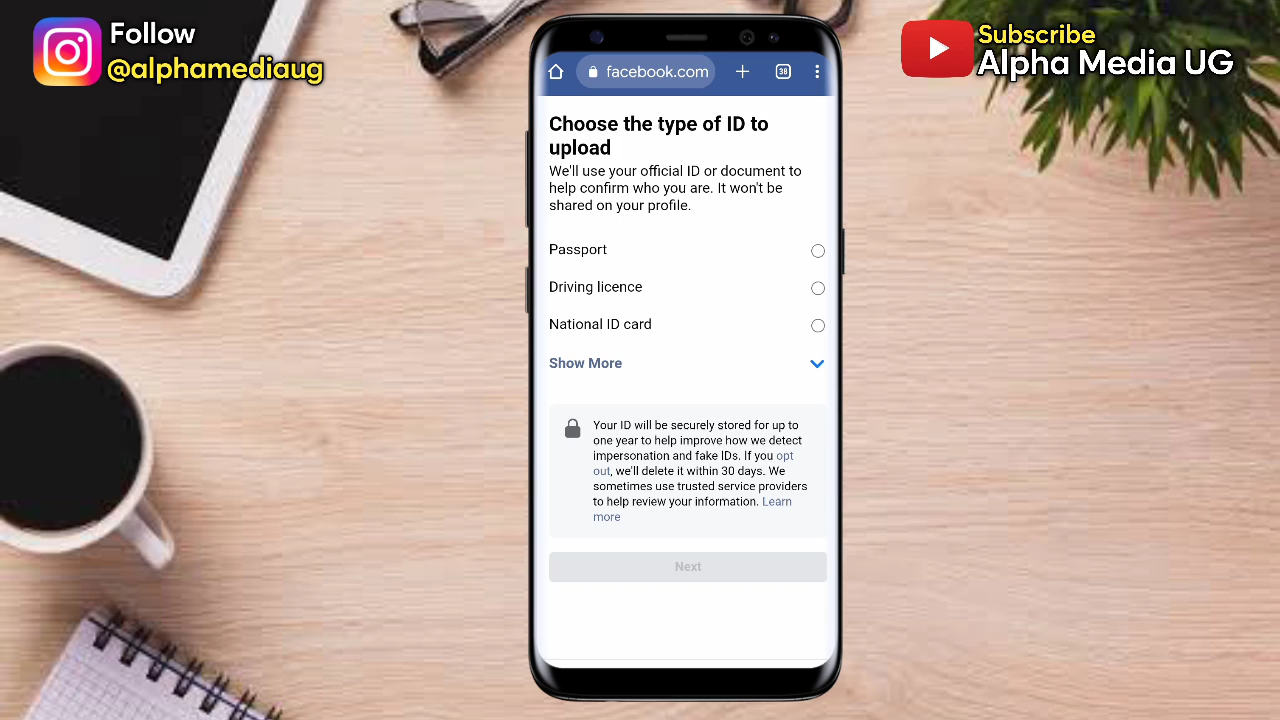 Follow
@alphamediaug
Subscribe
Alpha Media UG
facebook.com
38
Choose the type of ID to
upload
We'll use your official ID or document to
help confirm who you are. It won't be
shared on your profile.
Passport
Driving licence
National ID card
Show More
Your ID will be securely stored for up to
one year to help improve how we detect
impersonation and fake IDs. If you opt
out, we'll delete it within 30 days. We
sometimes use trusted service providers
to help review your information. Learn
more
Next